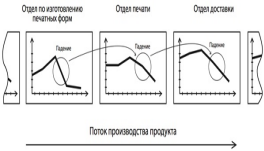 Отдел по изготовлению
печатных форм
Отдел печати
Отдел доставки
Падение
Падение
Падение
Поток производства продукта